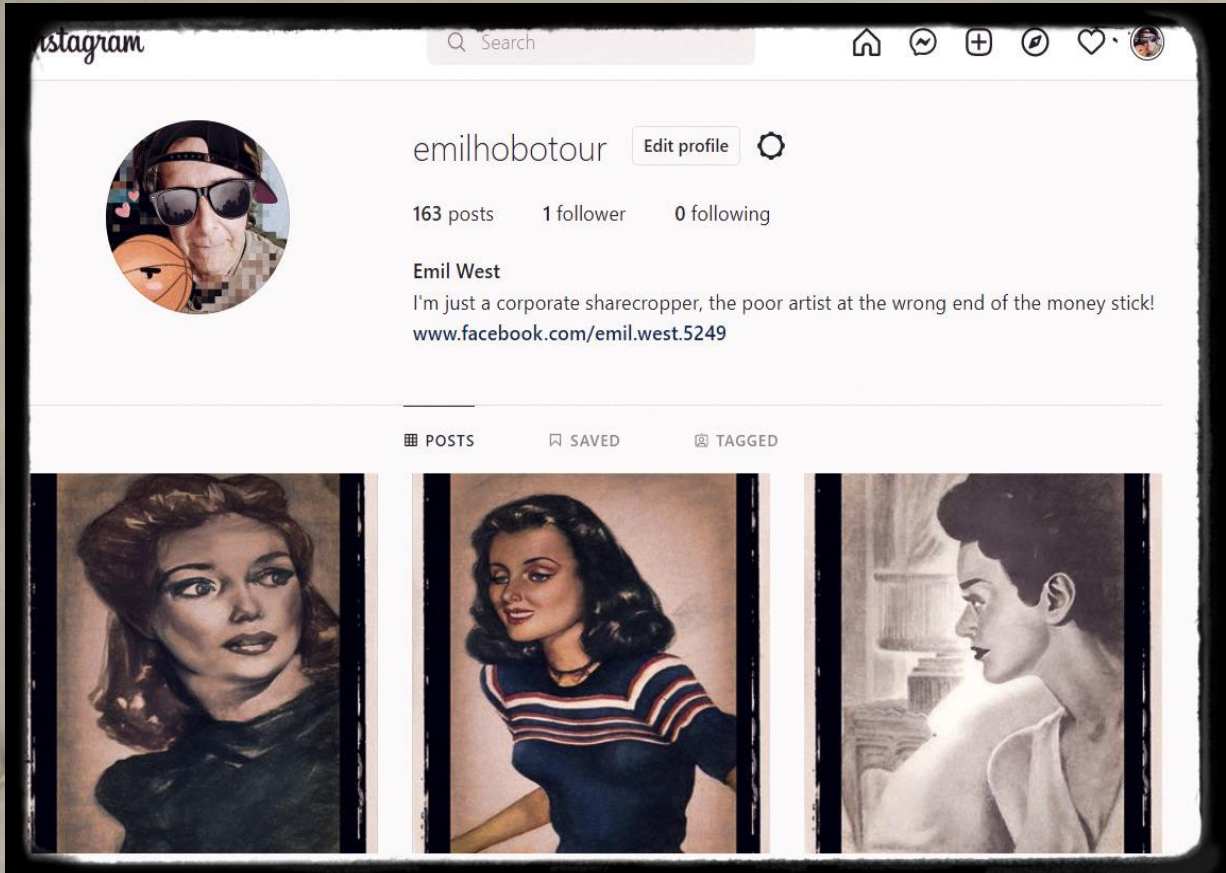 nstagram
Search
emilhobotour Edit profile
163 posts 1 follower 0 following
Emil West
I'm just a corporate sharecropper, the poor artist at the wrong end of the money stick!
www.facebook.com/emil.west.5249
POSTS SAVED TAGGED